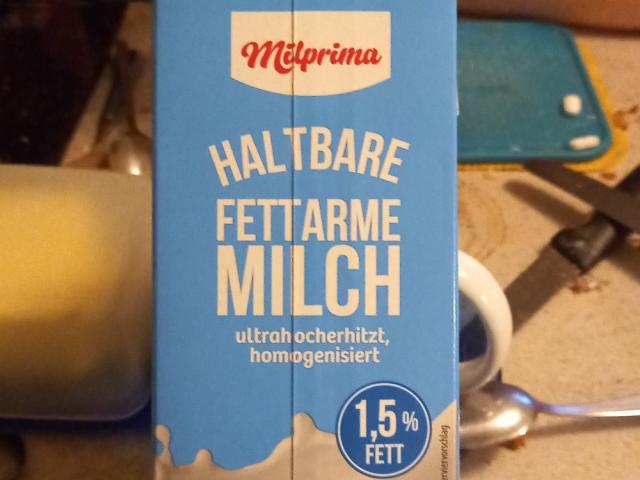 Milprima
HALTBARE
FETTARME
MILCH
ultrahocherhitzt,
homogenisiert
1,5 %
FETT